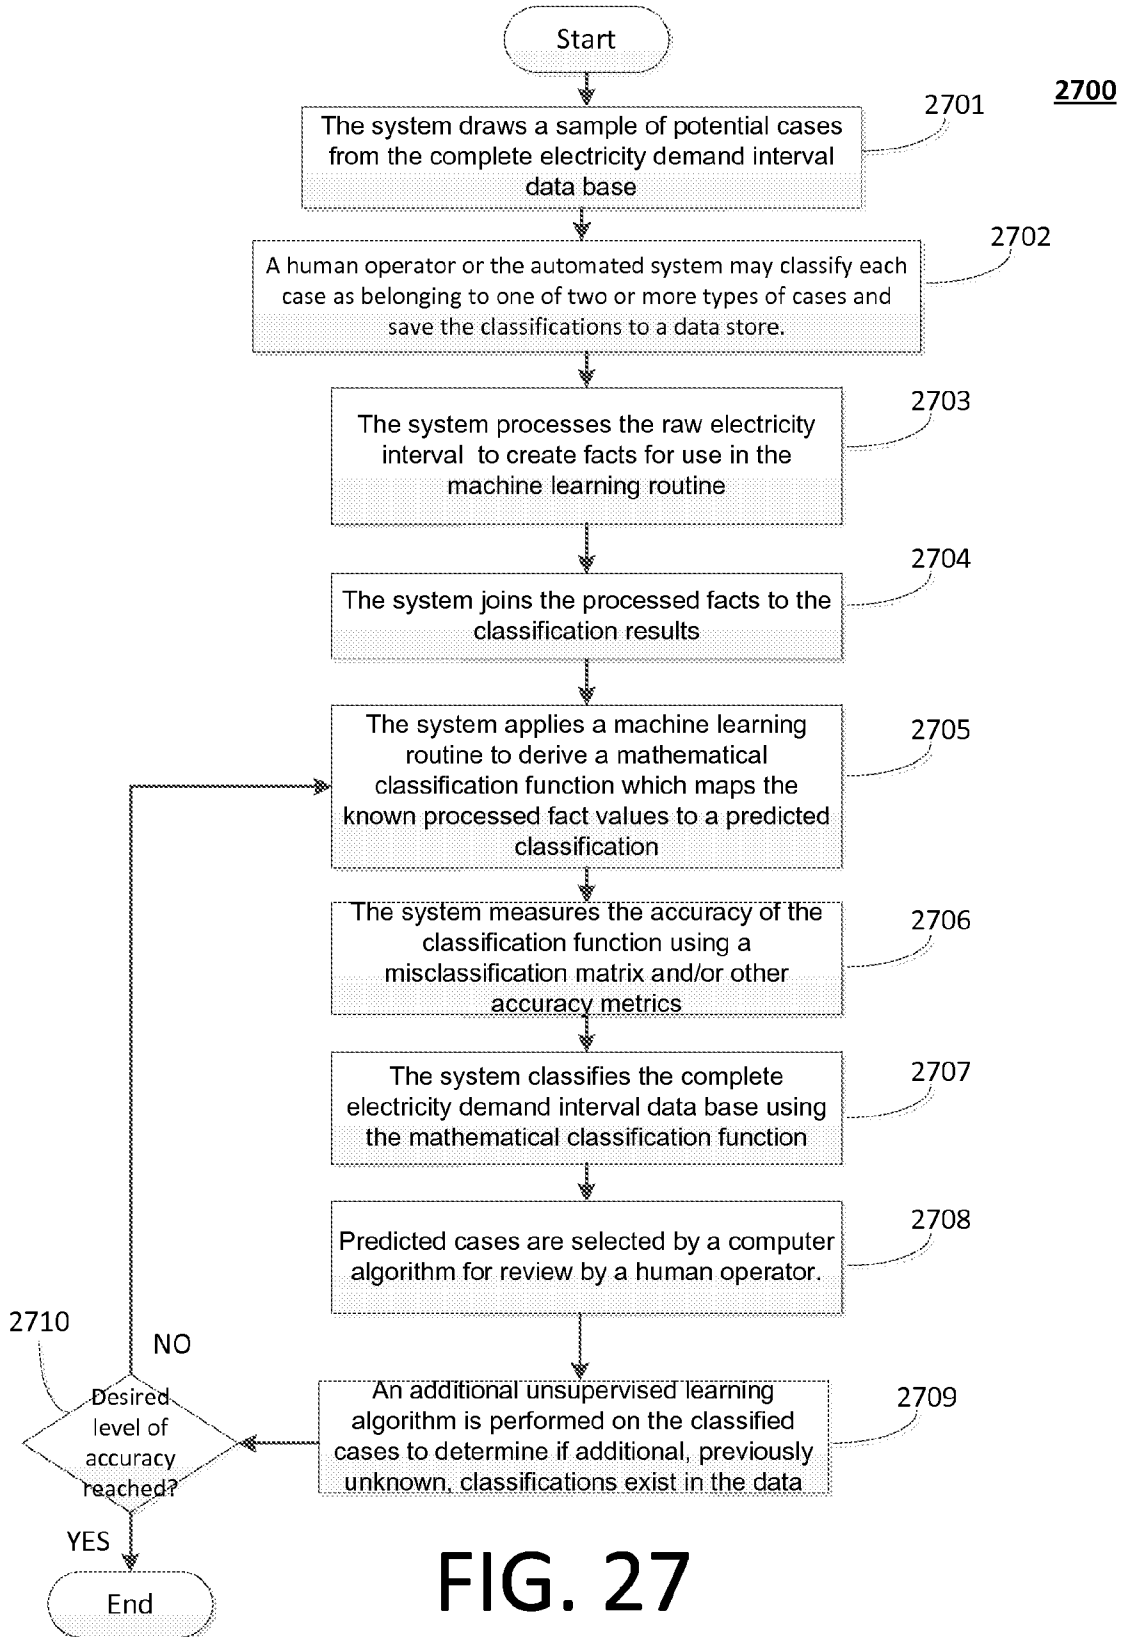 Start
2700
2701
The system draws a sample of potential cases
from the complete electricity demand interval
data base
2702
A human operator or the automated system may classify each
case as belonging to one of two or more types of cases and
save the classifications to a data store.
2703
The system processes the raw electricity
interval to create facts for use in the
machine learning routine
2704
The system joins the processed facts to the
classification results
2705
The system applies a machine learning
routine to derive a mathematical
classification function which maps the
known processed fact values to a predicted
classification
2706
The system measures the accuracy of the
classification function using a
misclassification matrix and/or other
accuracy metrics
2707
The system classifies the complete
electricity demand interval data base using
the mathematical classification function
2708
Predicted cases are selected by a computer
algorithm for review by a human operator.
2709
An additional unsupervised learning
algorithm is performed on the classified
cases to determine if additional, previously
unknown, classifications exist in the data
2710
NO
Desired
level of
accuracy
reached?
YES
End
FIG. 27